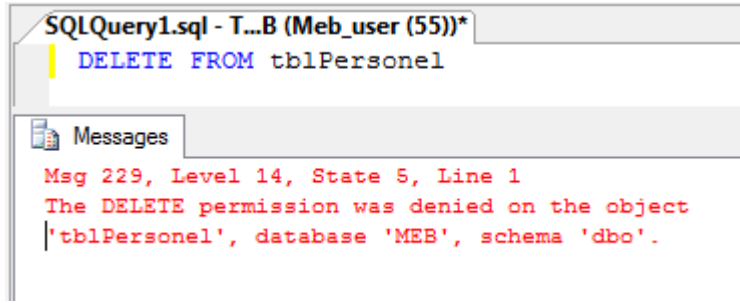 SQLQuery1.sql - T...B (Meb_user (55))*
DELETE FROM tblPersonel
Messages
Msg 229, Level 14, State 5, Line 1
The DELETE permission was denied on the object
'tblPersonel', database 'MEB', schema 'dbo'.